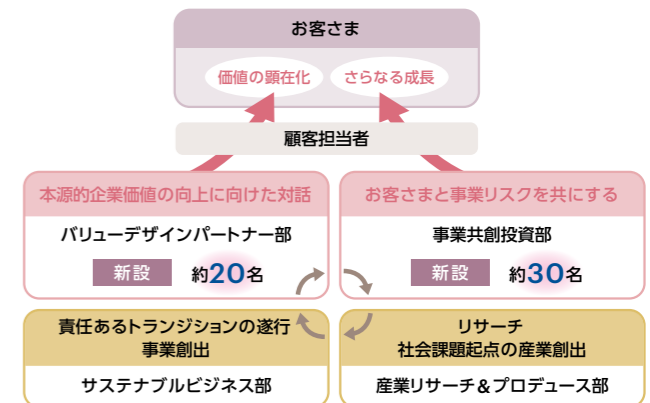 お客さま
価値の顕在化 さらなる成長
顧客担当者
本源的企業価値の向上に向けた対話
バリューデザインパートナー部
新設 約20名
お客さまと事業リスクを共にする
事業共創投資部
新設 約30名
責任あるトランジションの遂行
事業創出
サステナブルビジネス部
リサーチ
社会課題起点の産業創出
産業リサーチ&プロデュース部